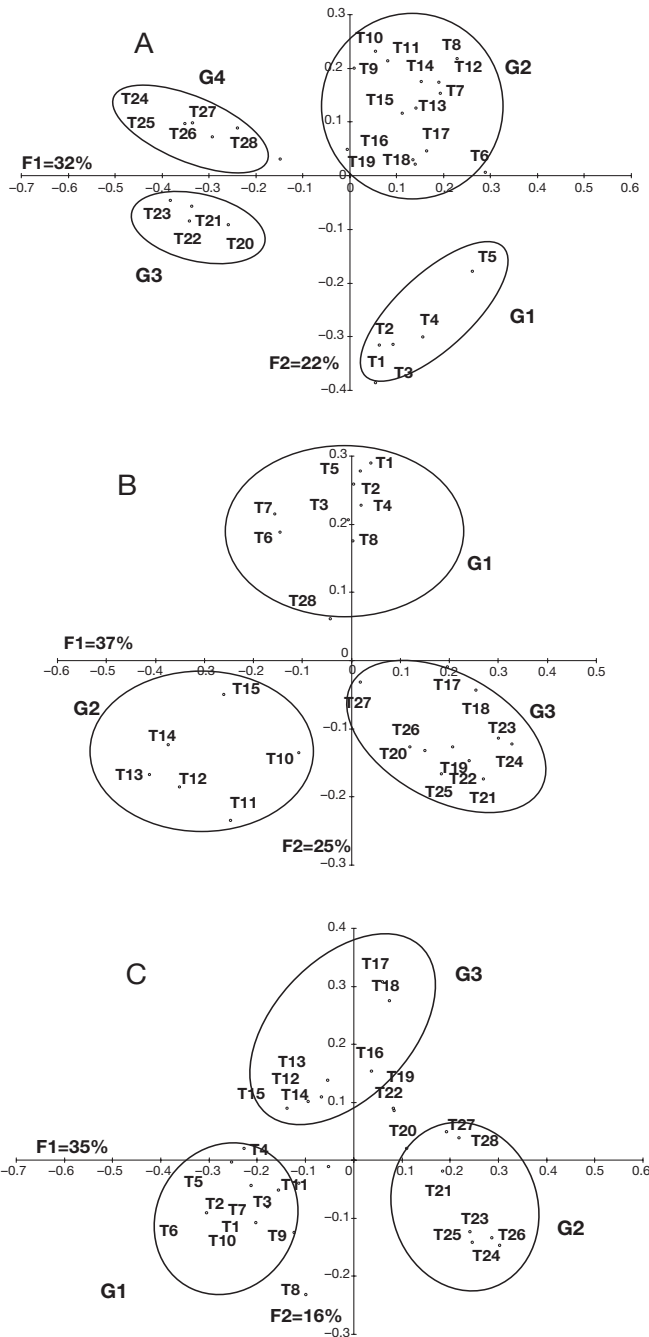 A
0.3
T10
T11
T8
G2
T9
T14
T12
0.2
G4
T24
T27
T15
T13
T7
T25
T26
T28
0.1
T16
T17
F1=32%
T19
T18
T6
−0.7 −0.6 −0.5 −0.4 −0.3 −0.2 −0.1 0 0.1 0.2 0.3 0.4 0.5 0.6
T23
T21
−0.1
T22
T20
G3
T5
−0.2
T2
T4
G1
−0.3
F2=22%
T1
T3
−0.4
B
0.3
T5
T1
T2
T7
T3
T4
0.2
T6
T8
G1
0.1
T28
F1=37%
0
−0.6 −0.5 −0.4 −0.3 −0.2 −0.1 0 0.1 0.2 0.3 0.4 0.5
T15
T17
G2
T27
T18
G3
−0.1
T14
T26
T23
T10
T20
T19
T24
T13
T12
T22
−0.2
T11
T25
T21
F2=25%
−0.3
C
0.4
T17
G3
T18
0.3
0.2
T13
T16
T12
T19
T15
T14
T22
0.1
T20
T27
F1=35%
T4
T28
−0.7 −0.6 −0.5 −0.4 −0.3 −0.2 −0.1 0 0.1 0.2 0.3 0.4 0.5 0.6
T5
T11
T21
T2
T7
T3
−0.1
T6
T1
T9
T23
G2
T10
T25
T26
T24
−0.2
G1
T8
F2=16%
−0.3